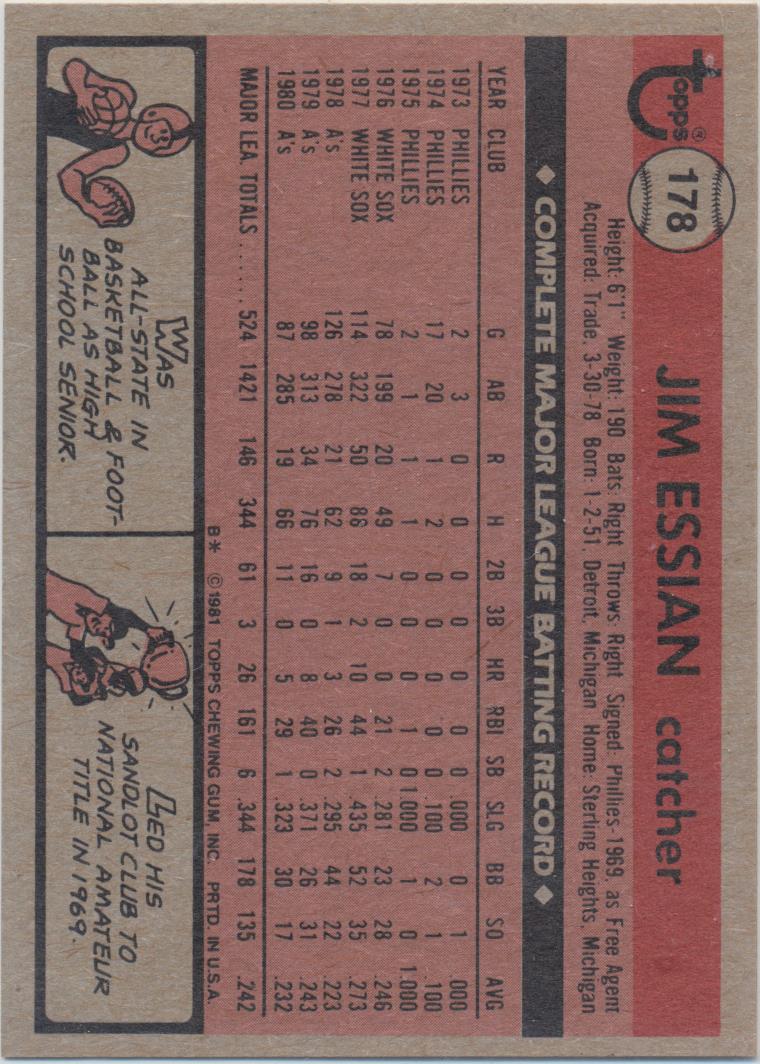 topps®
178
JIM ESSIAN catcher
Height: 6'1" Weight: 190 Bats: Right Throws: Right Signed: Phillies-1969, as Free Agent
Acquired: Trade, 3-30-78 Born: 1-2-51, Detroit, Michigan Home: Sterling Heights, Michigan
◆ COMPLETE MAJOR LEAGUE BATTING RECORD ◆
YEAR CLUB G AB R H 2B 3B HR RBI SB SLG BB SO AVG
1973 PHILLIES 2 3 0 0 0 0 0 0 0 .000 0 1 .000
1974 PHILLIES 17 20 1 2 0 0 0 0 0 .100 2 1 .100
1975 PHILLIES 2 1 1 1 0 0 0 1 0 1.000 1 0 1.000
1976 WHITE SOX 78 199 20 49 7 0 0 21 2 .281 23 28 .246
1977 WHITE SOX 114 322 50 88 18 2 10 44 1 .435 52 35 .273
1978 A's 126 278 21 62 9 1 3 26 2 .295 44 22 .223
1979 A's 98 313 34 76 16 0 8 40 0 .371 26 31 .243
1980 A's 87 285 19 66 11 0 5 29 1 .323 30 17 .232
MAJOR LEA. TOTALS ....... 524 1421 146 344 61 3 26 161 6 .344 178 135 .242
B* © 1981 TOPPS CHEWING GUM, INC. PRTD. IN U.S.A.
WAS
ALL-STATE IN
BASKETBALL & FOOT-
BALL AS HIGH
SCHOOL SENIOR.
LED HIS
SANDLOT CLUB TO
NATIONAL AMATEUR
TITLE IN 1969.